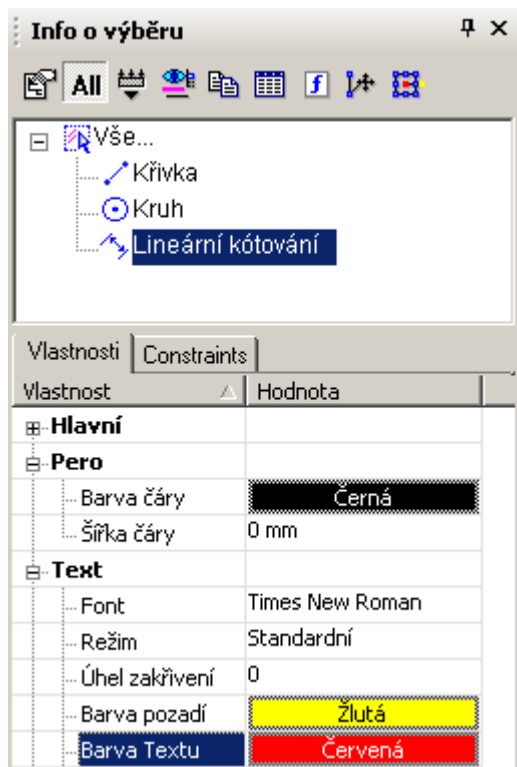 Info o výběru
All
Vše...
Křivka
Kruh
Lineární kótování
Vlastnosti Constraints
Vlastnost Hodnota
Hlavní
Pero
Barva čáry Černá
Šířka čáry 0 mm
Text
Font Times New Roman
Režim Standardní
Úhel zakřivení 0
Barva pozadí Žlutá
Barva Textu Červená